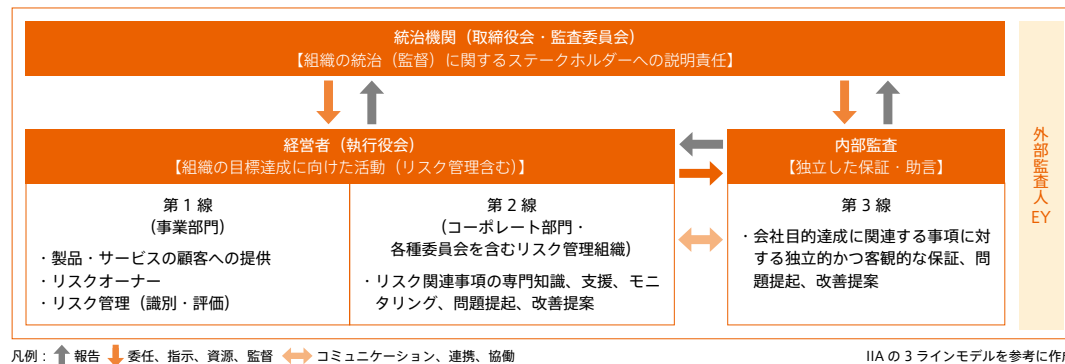 統治機関（取締役会・監査委員会）
【組織の統治（監督）に関するステークホルダーへの説明責任】
経営者（執行役会）
【組織の目標達成に向けた活動（リスク管理含む）】
内部監査
【独立した保証・助言】
第 1 線
(事業部門)
・製品・サービスの顧客への提供
・リスクオーナー
・リスク管理（識別・評価）
第 2 線
(コーポレート部門・
各種委員会を含むリスク管理組織)
・リスク関連事項の専門知識、支援、モニ
タリング、問題提起、改善提案
第 3 線
・会社目的達成に関連する事項に対
する独立的かつ客観的な保証、問
題提起、改善提案
外部監査人
EY
凡例： 報告 委任、指示、資源、監督 コミュニケーション、連携、協働
IIA の 3 ラインモデルを参考に作